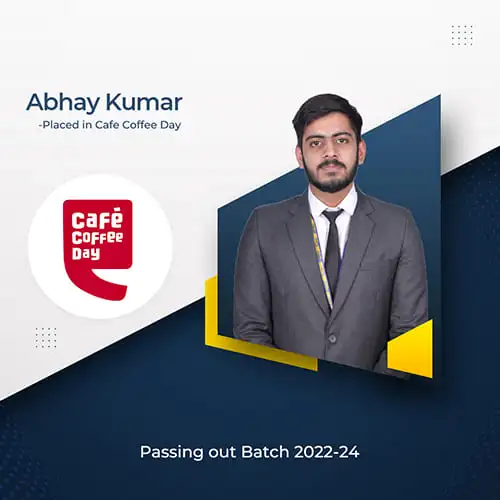 Abhay Kumar
-Placed in Cafe Coffee Day
Café
Coffee
Day
Passing out Batch 2022-24